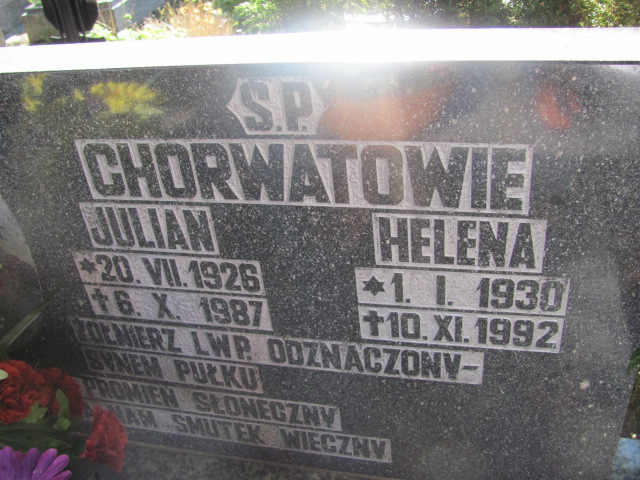 S.P.
CHORWATOWIE
JULIAN HELENA
*20. VII. 1926 *1. I. 1930
†6. X. 1987 †10. XI. 1992
ŻOŁNIERZ LWP. ODZNACZONY-
SYNEM PUŁKU
PROMIEŃ SŁONECZNY
NAM SMUTEK WIECZNY